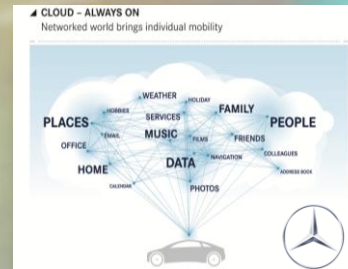 CLOUD – ALWAYS ON
Networked world brings individual mobility
WEATHER
HOLIDAY
HOBBIES
FAMILY
SERVICES
PLACES
PEOPLE
EMAIL
MUSIC
FILMS
FRIENDS
OFFICE
COLLEAGUES
DATA
NAVIGATION
HOME
ADDRESS BOOK
CALENDAR
PHOTOS